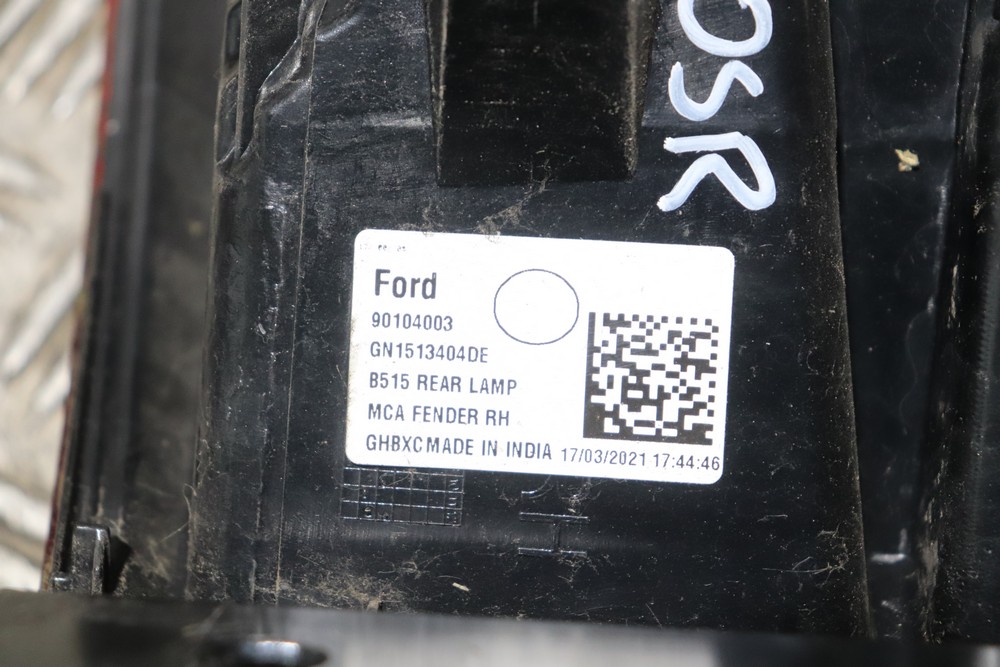 OSR
Ford
90104003
GN1513404DE
B515 REAR LAMP
MCA FENDER RH
GHBXCMADE IN INDIA 17/03/2021 17:44:46